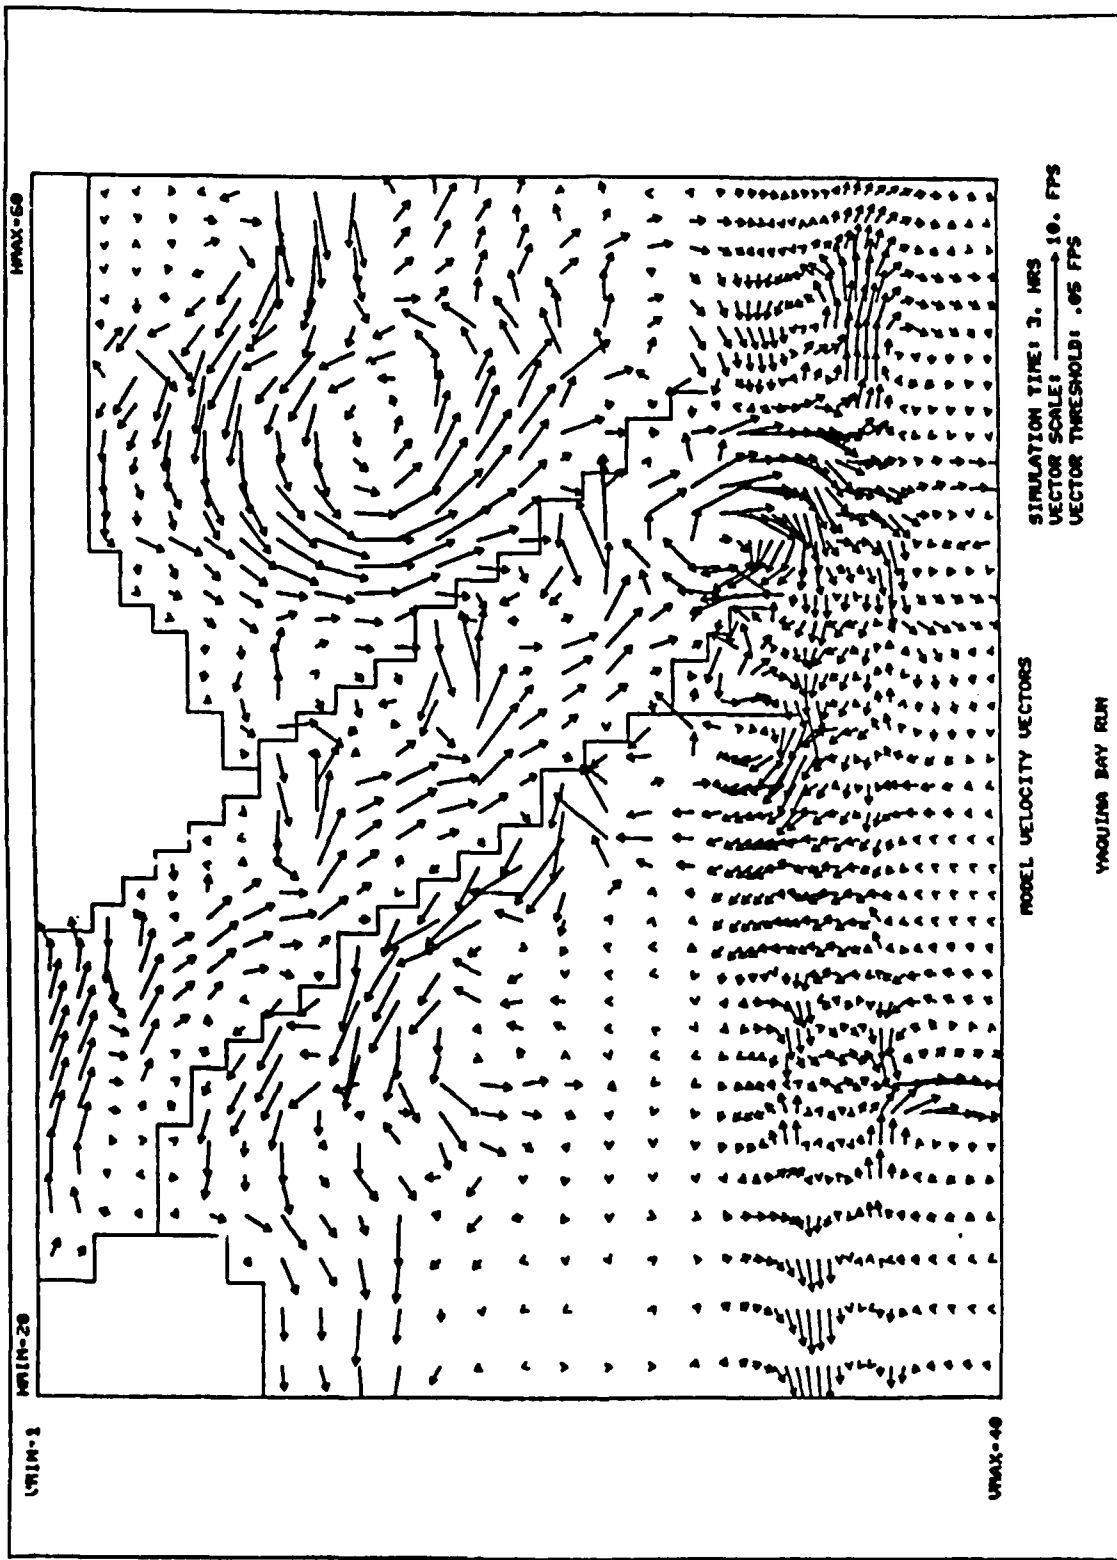 VMIN=1
HMIN=20
HMAX=60
VMAX=40
MODEL VELOCITY VECTORS
SIMULATION TIME: 3. HRS
VECTOR SCALE: 10. FPS
VECTOR THRESHOLD: .05 FPS
YAQUINA BAY RUN